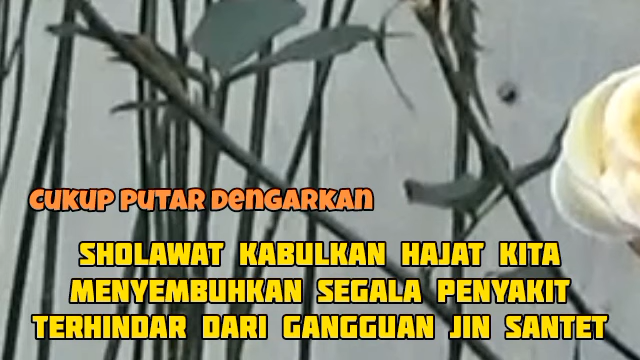 CUKUP PUTAR DENGARKAN
SHOLAWAT KABULKAN HAJAT KITA
MENYEMBUHKAN SEGALA PENYAKIT
TERHINDAR DARI GANGGUAN JIN SANTET